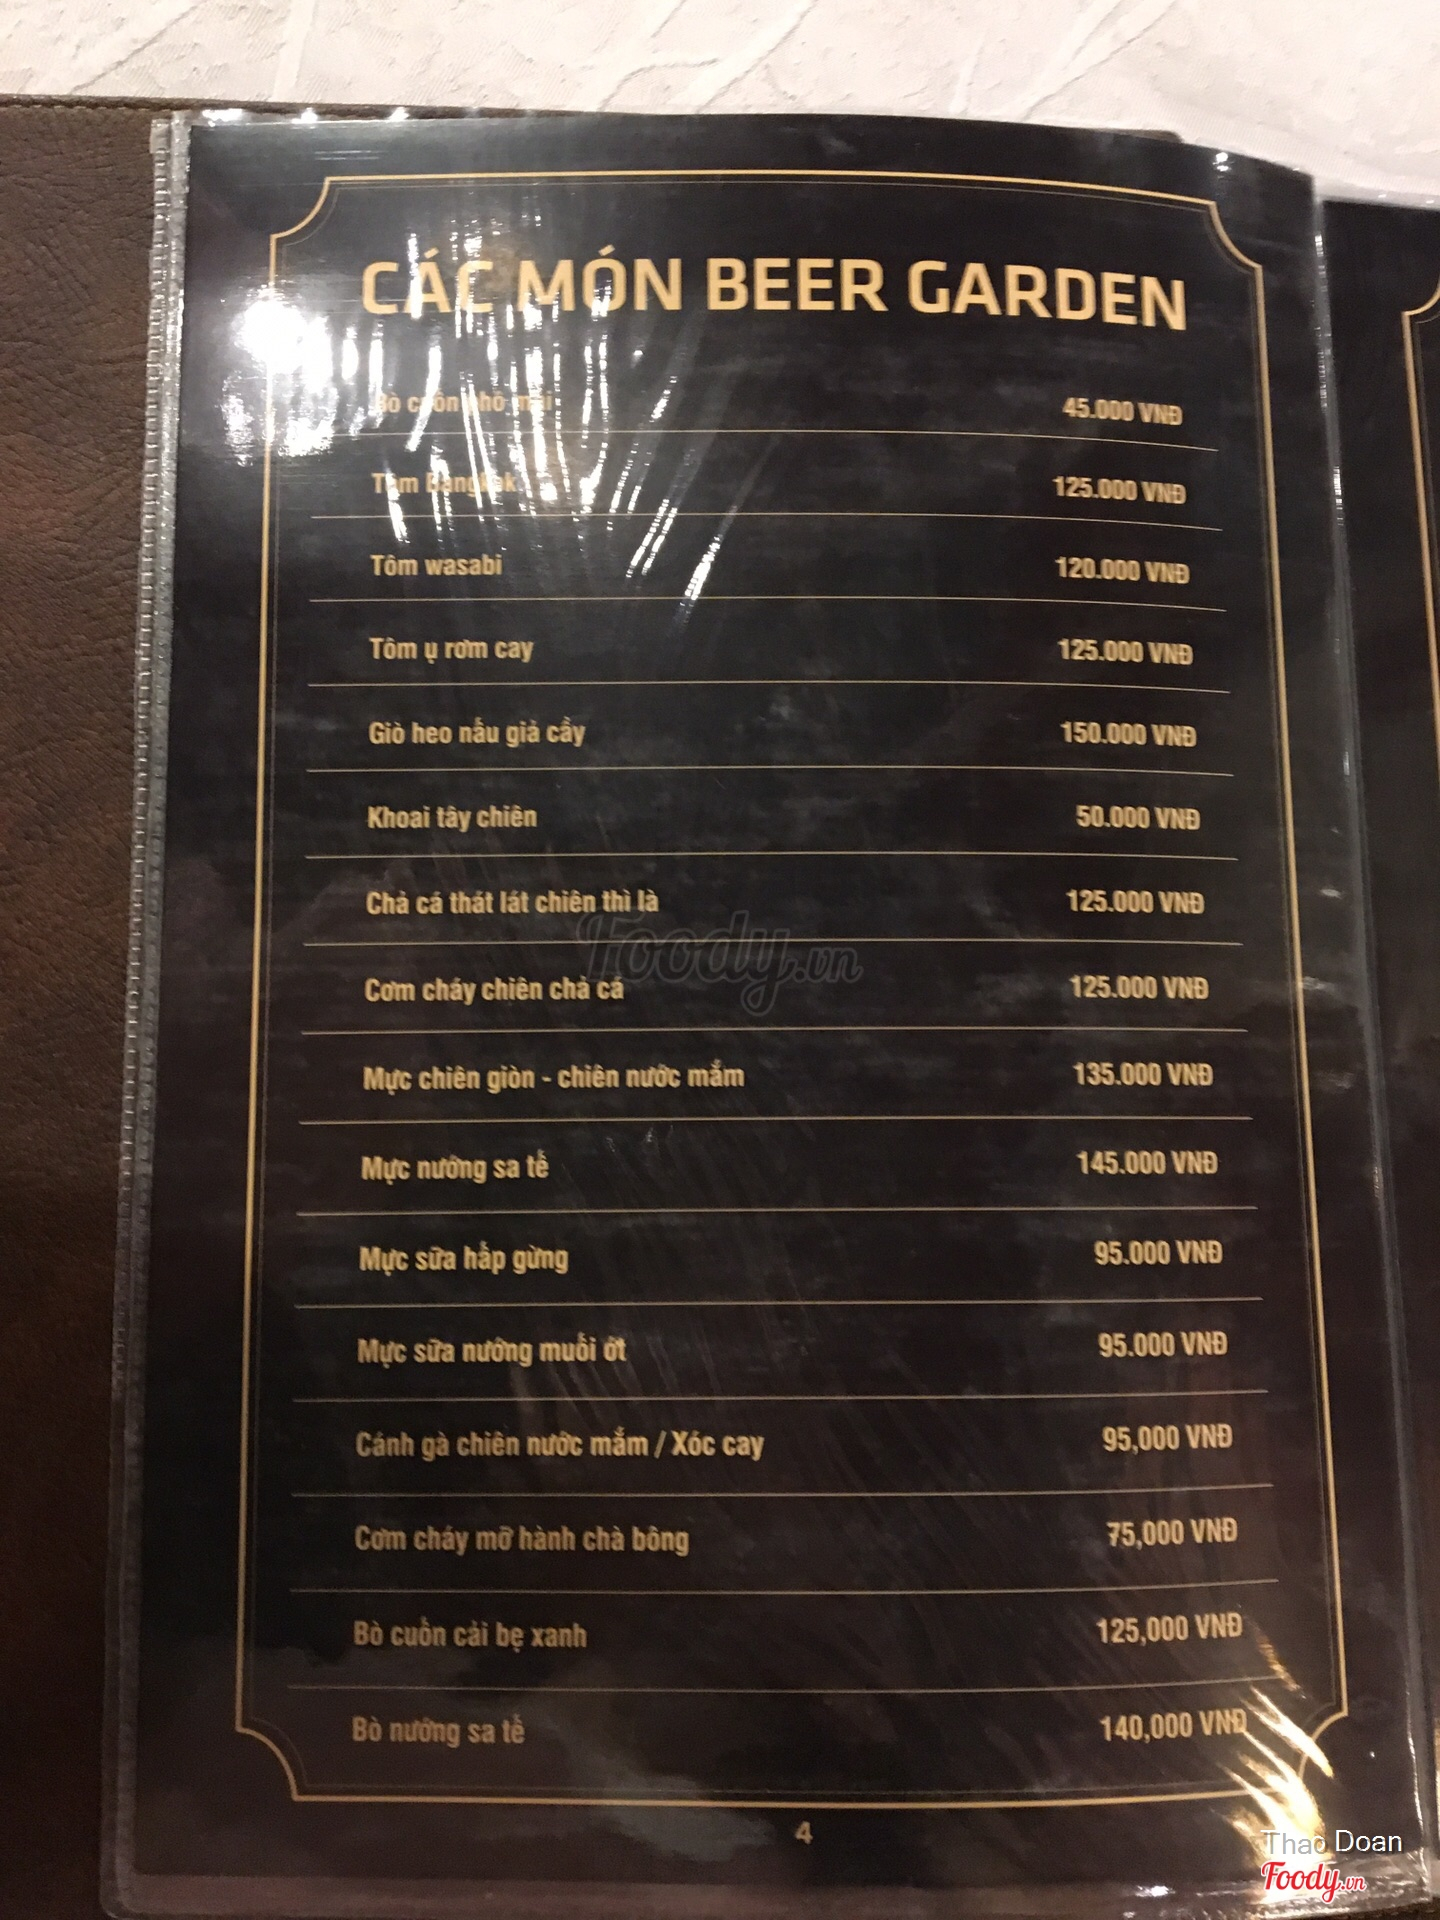 CÁC MÓN BEER GARDEN
Bò cuốn phô mai 45.000 VNĐ
Tôm Bangkok 125.000 VNĐ
Tôm wasabi 120.000 VNĐ
Tôm ụ rơm cay 125.000 VNĐ
Giò heo nấu giả cầy 150.000 VNĐ
Khoai tây chiên 50.000 VNĐ
Chả cá thát lát chiên thì là 125.000 VNĐ
Cơm cháy chiên chả cá 125.000 VNĐ
Mực chiên giòn - chiên nước mắm 135.000 VNĐ
Mực nướng sa tế 145.000 VNĐ
Mực sữa hấp gừng 95.000 VNĐ
Mực sữa nướng muối ớt 95.000 VNĐ
Cánh gà chiên nước mắm / Xóc cay 95,000 VNĐ
Cơm cháy mỡ hành chà bông 75,000 VNĐ
Bò cuốn cải bẹ xanh 125,000 VNĐ
Bò nướng sa tế 140,000 VNĐ
4
Foody.vn
Thao Doan
Foody.vn